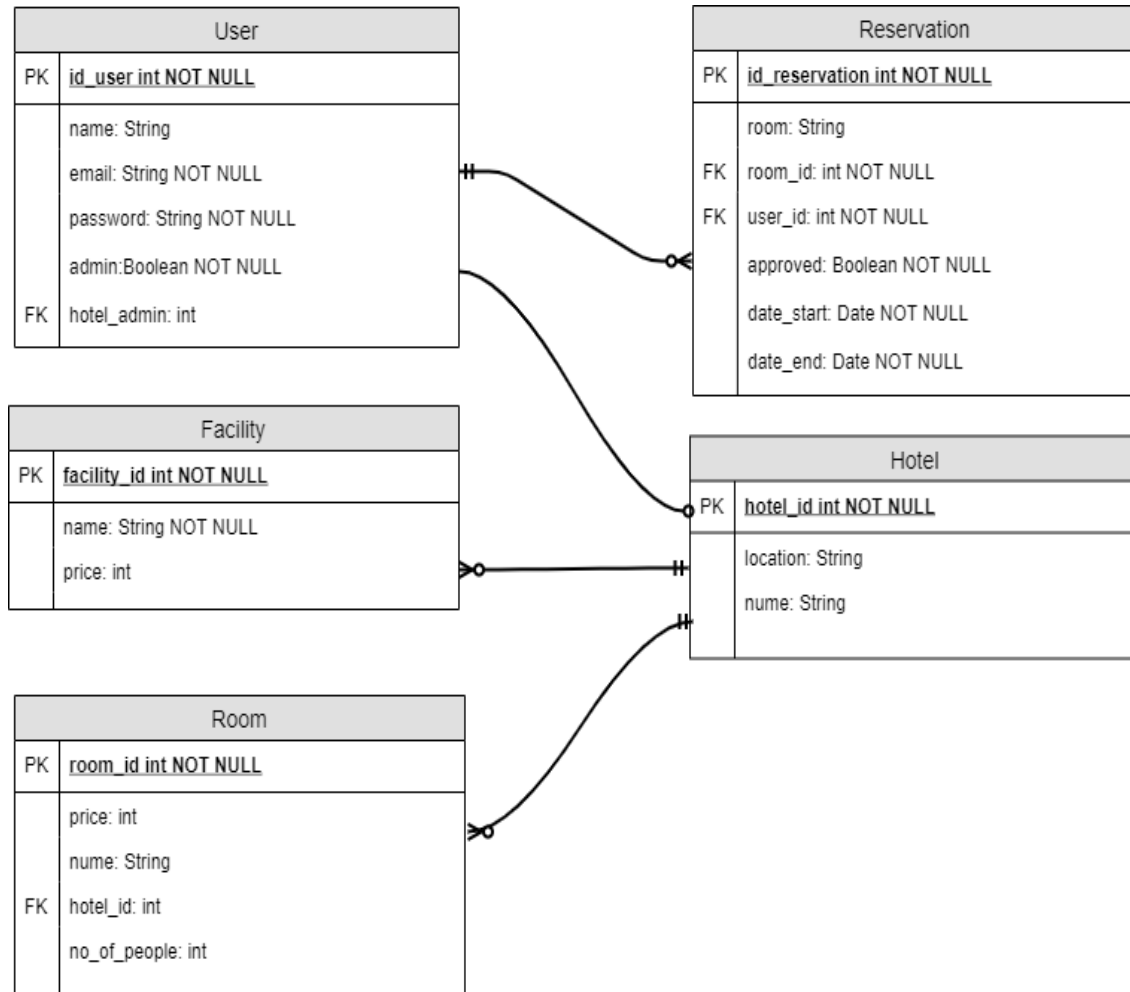 User
PK id_user int NOT NULL
name: String
email: String NOT NULL
password: String NOT NULL
admin:Boolean NOT NULL
FK hotel_admin: int
Reservation
PK id_reservation int NOT NULL
room: String
FK room_id: int NOT NULL
FK user_id: int NOT NULL
approved: Boolean NOT NULL
date_start: Date NOT NULL
date_end: Date NOT NULL
Facility
PK facility_id int NOT NULL
name: String NOT NULL
price: int
Hotel
PK hotel_id int NOT NULL
location: String
nume: String
Room
PK room_id int NOT NULL
price: int
nume: String
FK hotel_id: int
no_of_people: int